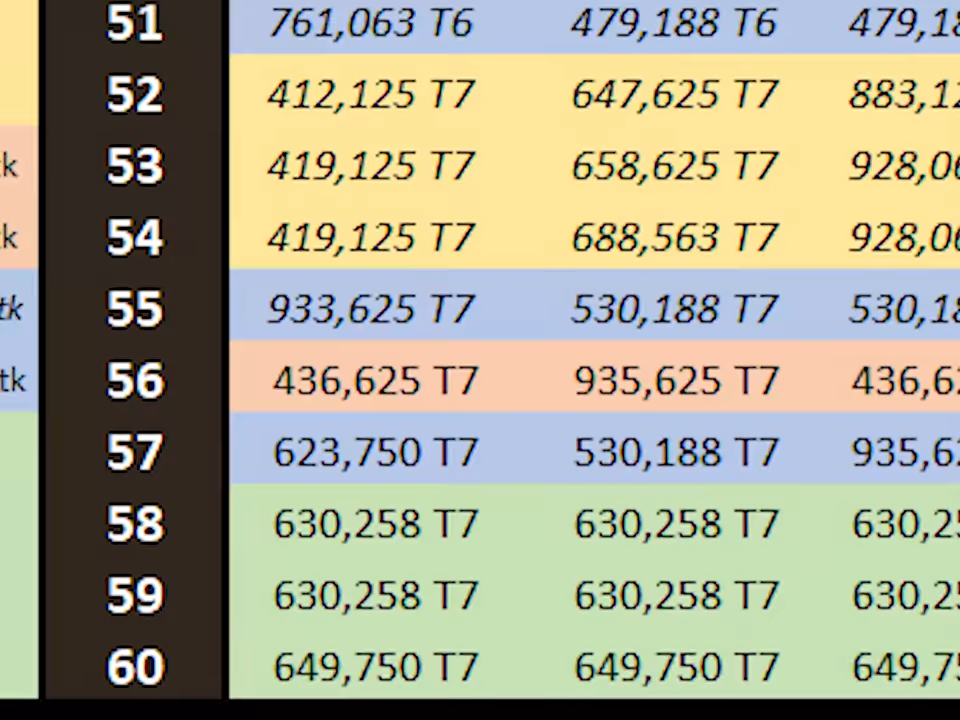 51 761,063 T6 479,188 T6
52 412,125 T7 647,625 T7
53 419,125 T7 658,625 T7
54 419,125 T7 688,563 T7
55 933,625 T7 530,188 T7
56 436,625 T7 935,625 T7
57 623,750 T7 530,188 T7
58 630,258 T7 630,258 T7
59 630,258 T7 630,258 T7
60 649,750 T7 649,750 T7